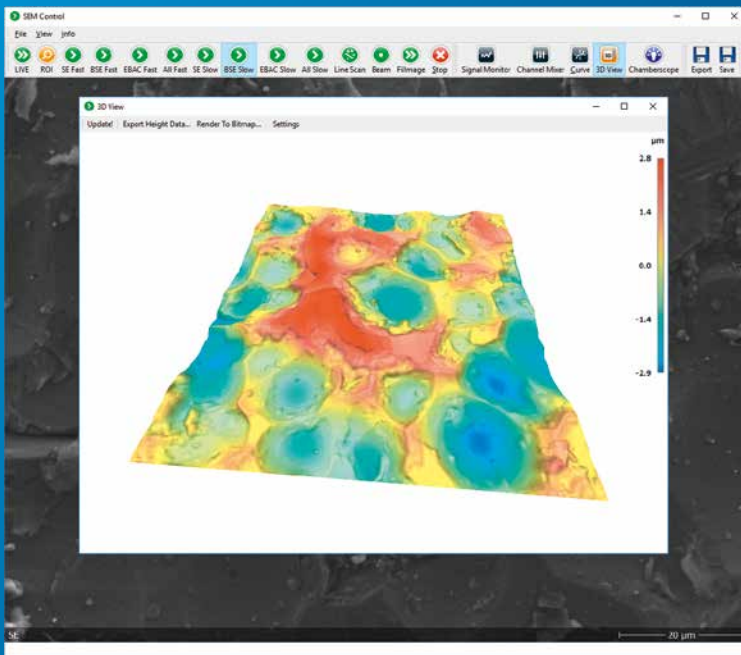 SEM Control
File View Info
LIVE ROI SE Fast BSE Fast EBAC Fast All Fast SE Slow BSE Slow EBAC Slow All Slow Line Scan Beam Filmage Stop Signal Monitor Channel Mixer Curve 3D View Chamberscope Export Save
3D View
Update! Export Height Data... Render To Bitmap... Settings
µm
2.8
1.4
0.0
-1.4
-2.9
SE 20 µm